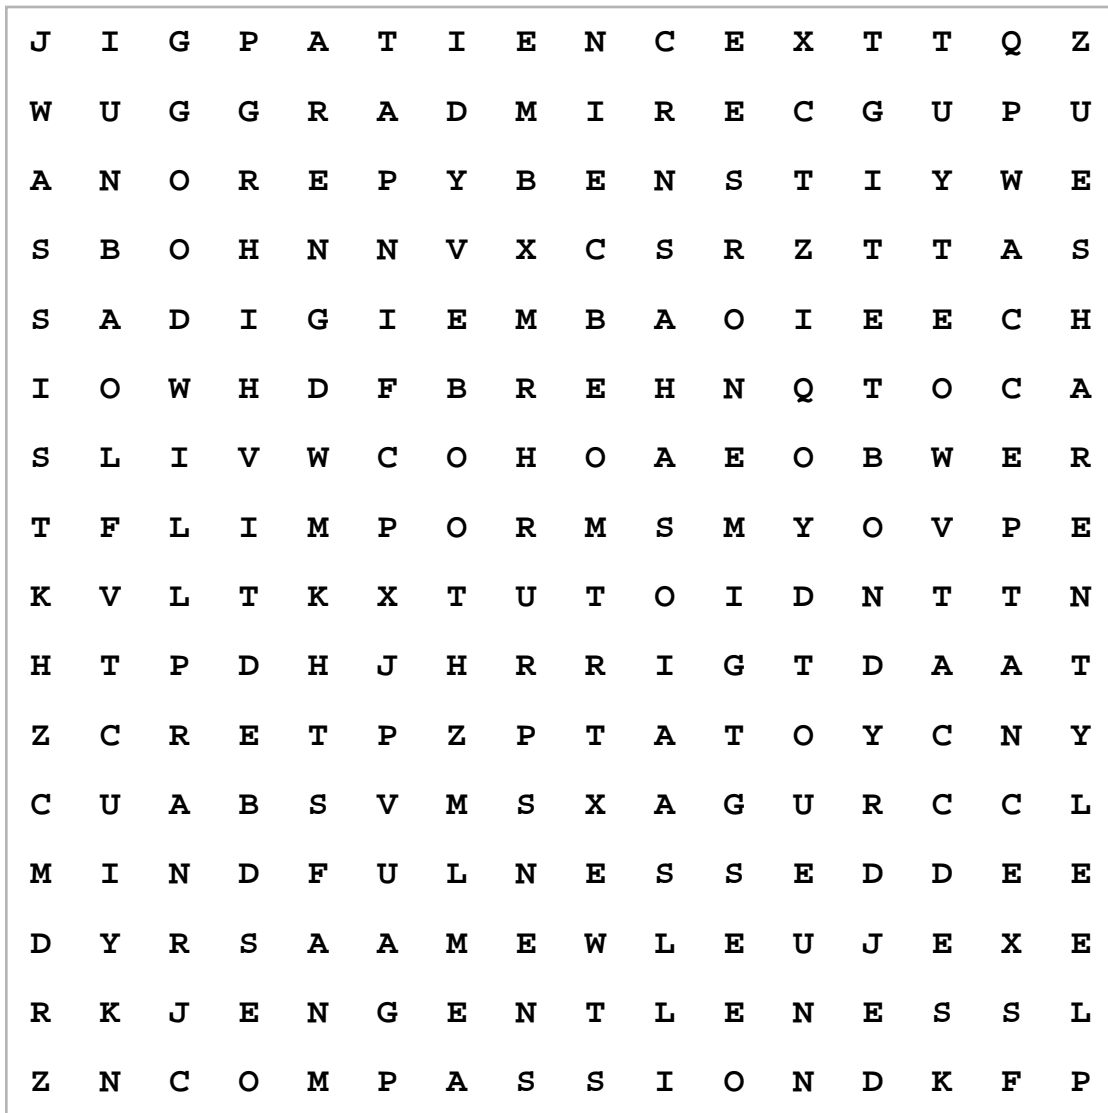 J I G P A T I E N C E X T T Q Z
W U G G R A D M I R E C G U P U
A N O R E P Y B E N S T I Y W E
S B O H N N V X C S R Z T T A S
S A D I G I E M B A O I E E C H
I O W H D F B R E H N Q T O C A
S L I V W C O H O A E O B W E R
T F L I M P O R M S M Y O V P E
K V L T K X T U T O I D N T T N
H T P D H J H R R I G T D A A T
Z C R E T P Z P T A T O Y C N Y
C U A B S V M S X A G U R C C L
M I N D F U L N E S S E D D E E
D Y R S A A M E W L E U J E X E
R K J E N G E N T L E N E S S L
Z N C O M P A S S I O N D K F P